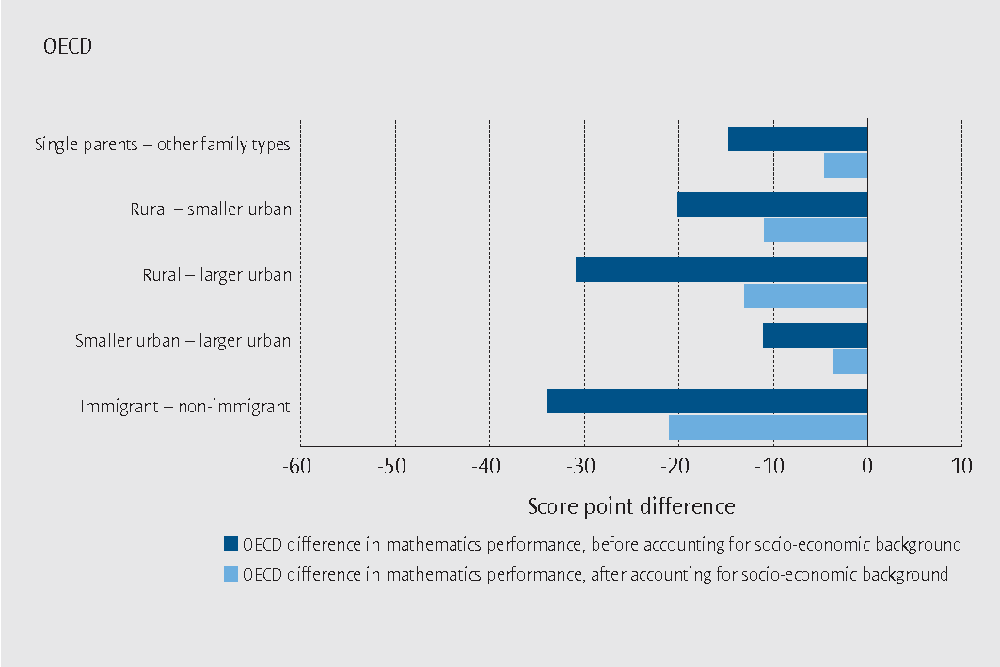 OECD
Single parents – other family types
Rural – smaller urban
Rural – larger urban
Smaller urban – larger urban
Immigrant – non-immigrant
-60 -50 -40 -30 -20 -10 0 10
Score point difference
OECD difference in mathematics performance, before accounting for socio-economic background
OECD difference in mathematics performance, after accounting for socio-economic background